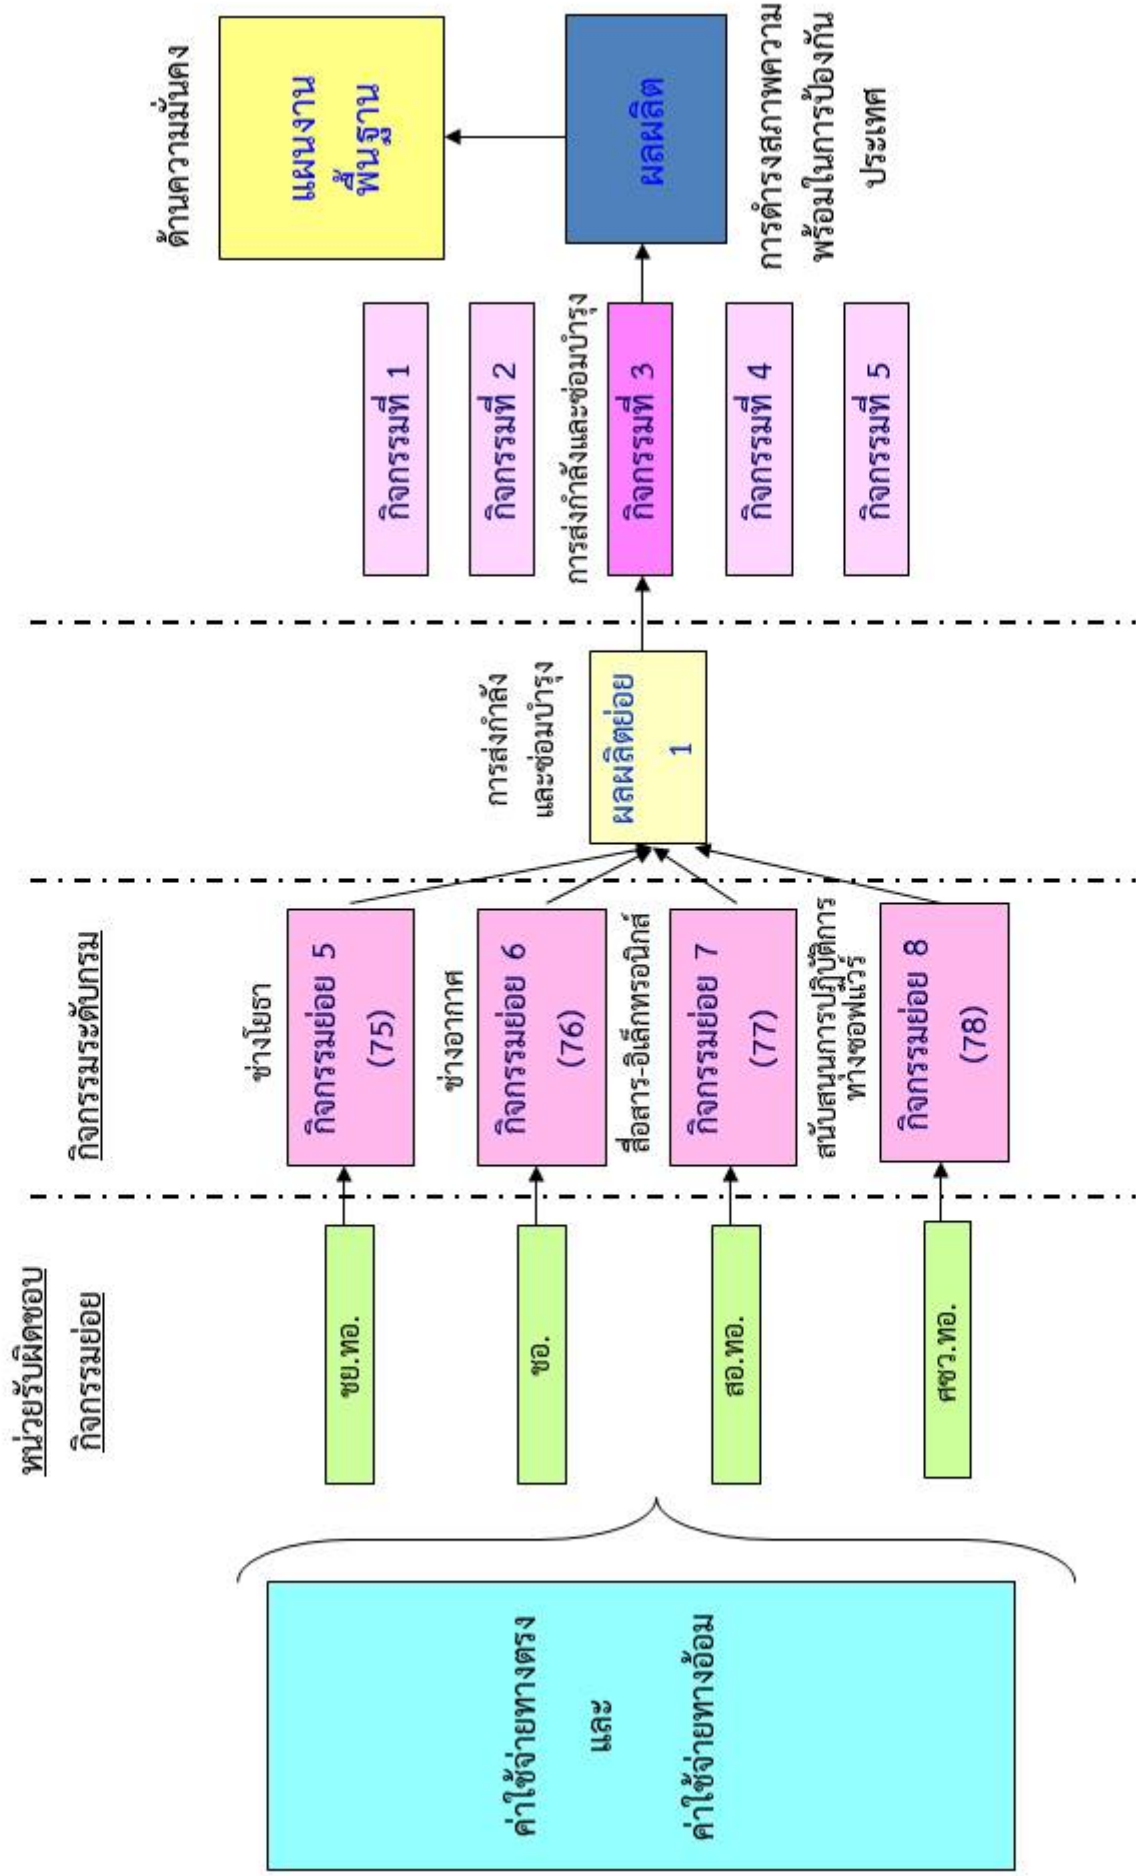 ค่าใช้จ่ายทางตรง
และ
ค่าใช้จ่ายทางอ้อม
หน่วยรับผิดชอบ
กิจกรรมย่อย
ชย.ทอ.
ชอ.
สอ.ทอ.
ศซว.ทอ.
กิจกรรมระดับกรม
ช่างโยธา
กิจกรรมย่อย 5
(75)
ช่างอากาศ
กิจกรรมย่อย 6
(76)
สื่อสาร-อิเล็กทรอนิกส์
กิจกรรมย่อย 7
(77)
สนับสนุนการปฏิบัติการ
ทางซอฟแวร์
กิจกรรมย่อย 8
(78)
การส่งกำลัง
และซ่อมบำรุง
ผลผลิตย่อย
1
กิจกรรมที่ 1
กิจกรรมที่ 2
การส่งกำลังและซ่อมบำรุง
กิจกรรมที่ 3
กิจกรรมที่ 4
กิจกรรมที่ 5
ด้านความมั่นคง
แผนงาน
พื้นฐาน
ผลผลิต
การดำรงสภาพความ
พร้อมในการป้องกัน
ประเทศ